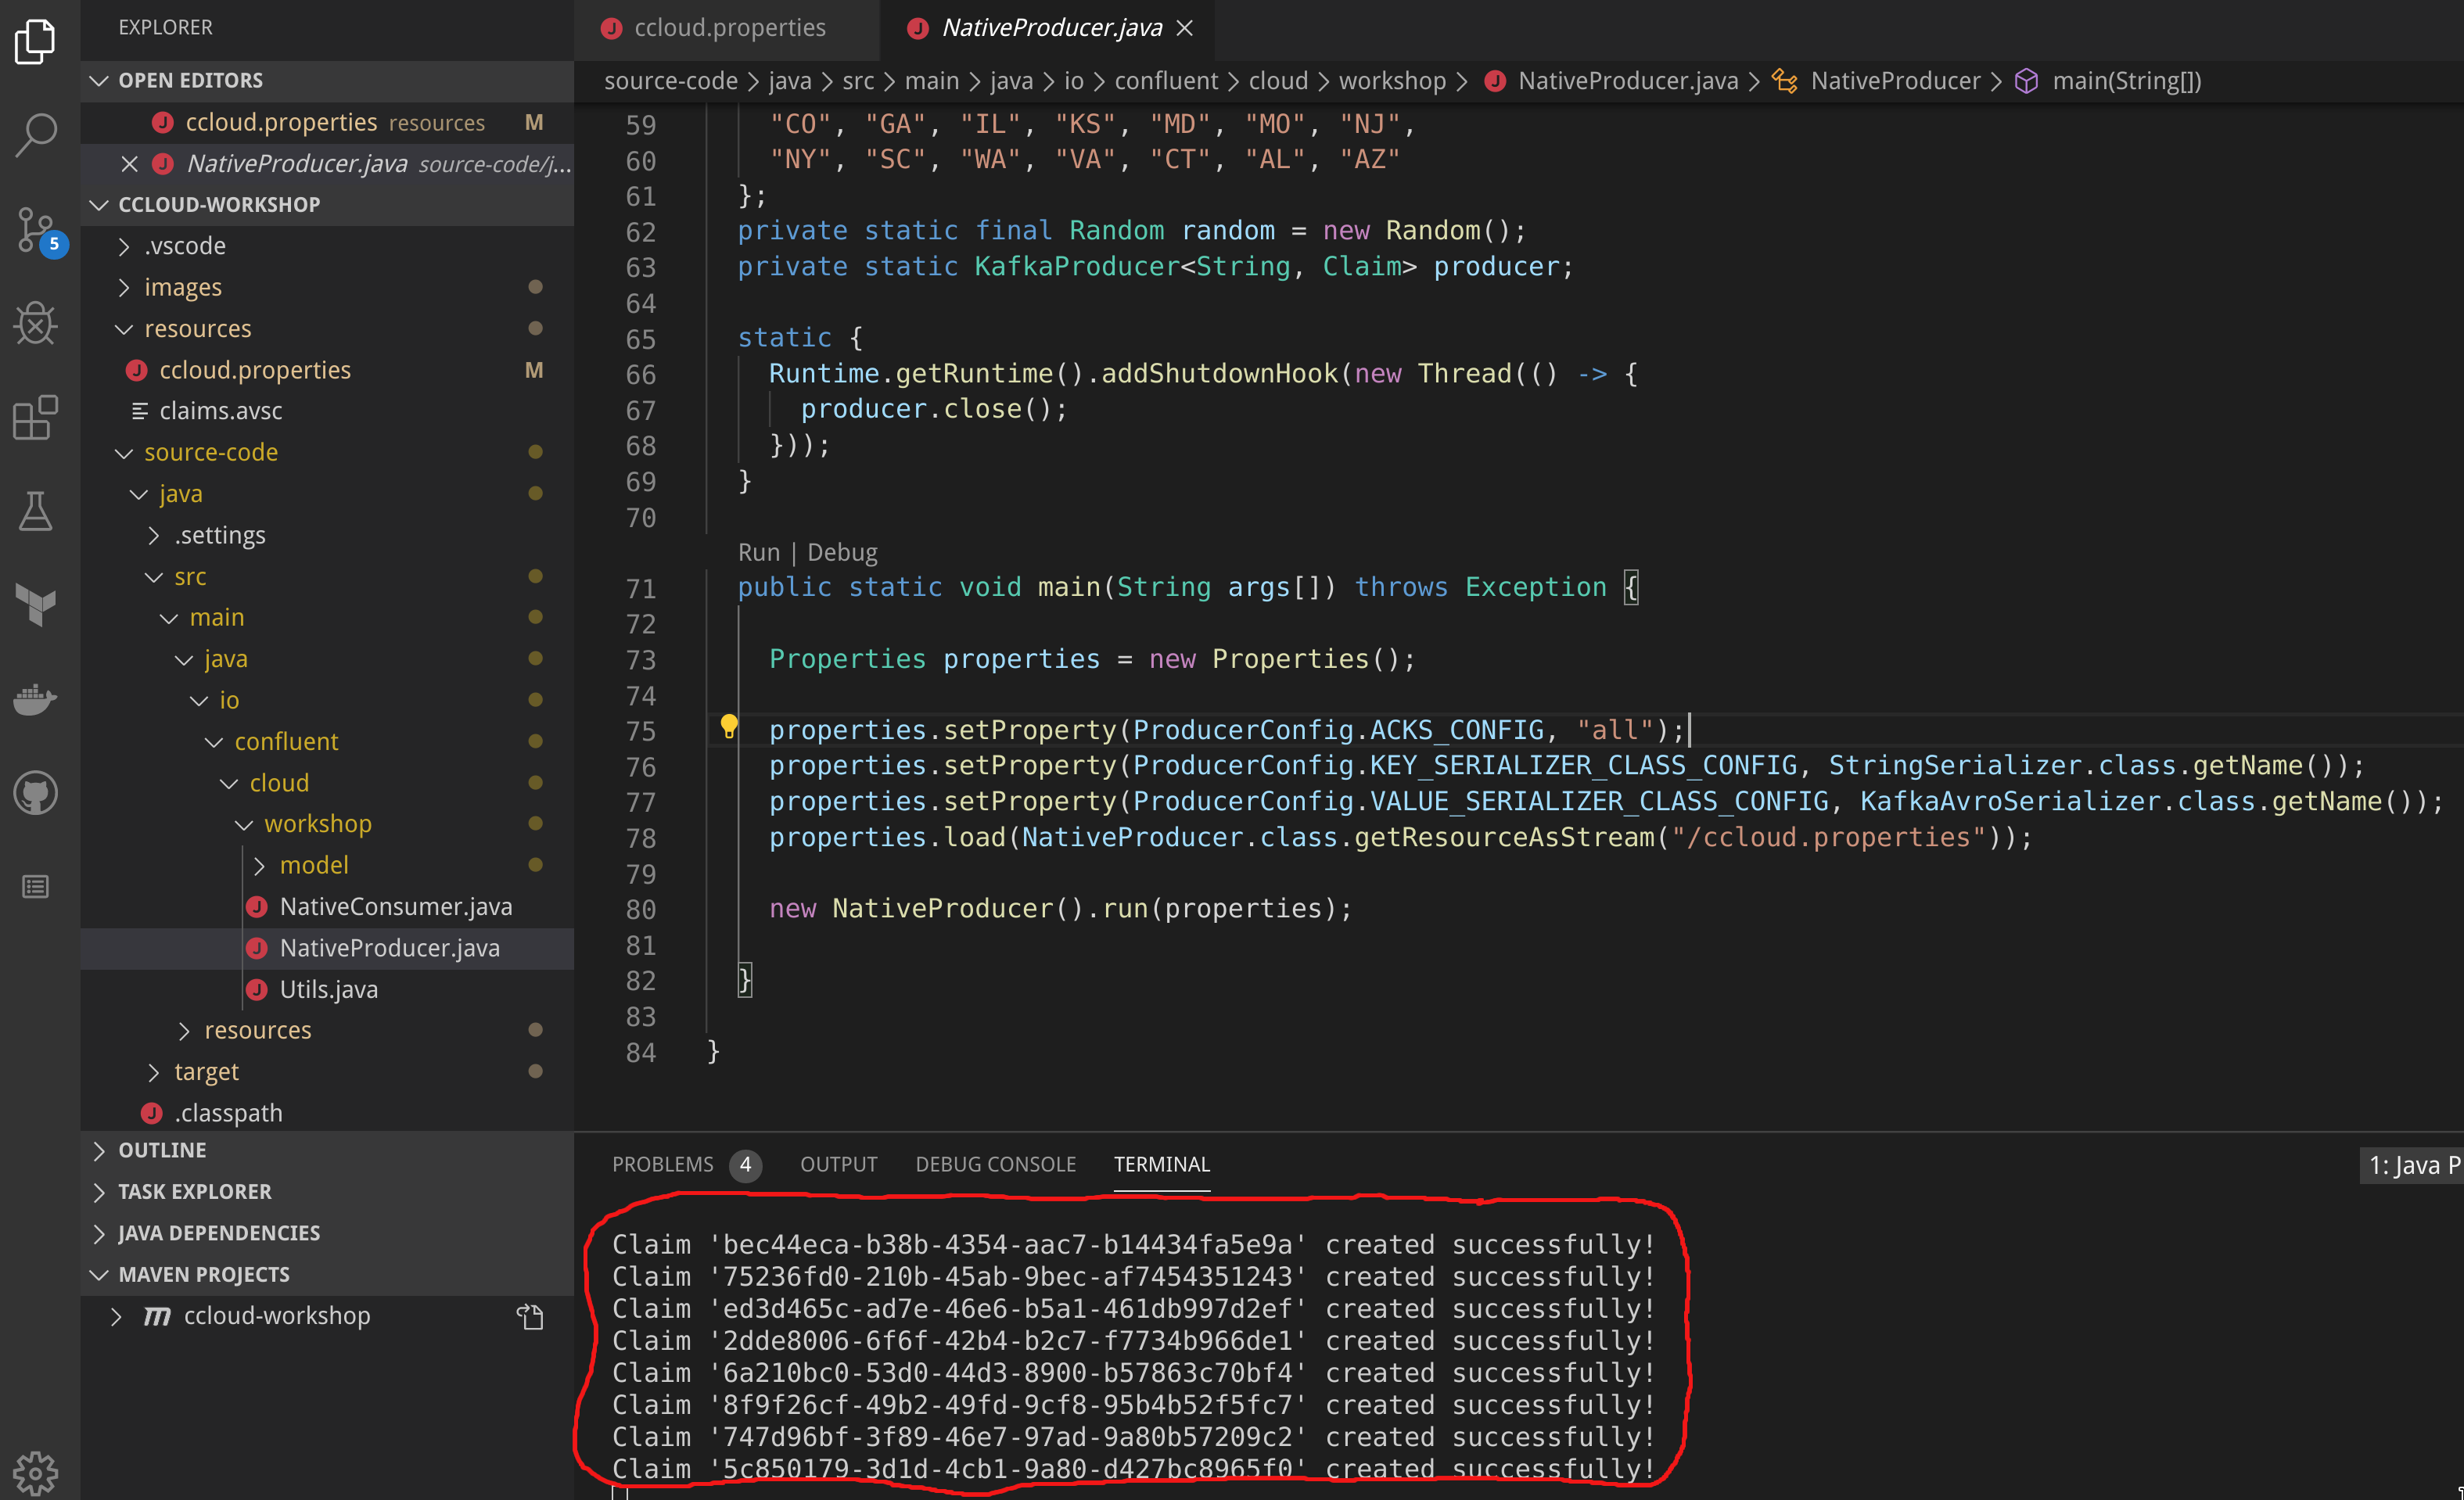 EXPLORER
OPEN EDITORS
ccloud.properties resources M
NativeProducer.java source-code/j...
CCLOUD-WORKSHOP
.vscode
images
resources
ccloud.properties M
claims.avsc
source-code
java
.settings
src
main
java
io
confluent
cloud
workshop
model
NativeConsumer.java
NativeProducer.java
Utils.java
resources
target
.classpath
OUTLINE
TASK EXPLORER
JAVA DEPENDENCIES
MAVEN PROJECTS
ccloud-workshop
5
ccloud.properties NativeProducer.java
source-code > java > src > main > java > io > confluent > cloud > workshop > NativeProducer.java > NativeProducer > main(String[])
59 "CO", "GA", "IL", "KS", "MD", "MO", "NJ",
60 "NY", "SC", "WA", "VA", "CT", "AL", "AZ"
61 };
62 private static final Random random = new Random();
63 private static KafkaProducer<String, Claim> producer;
64
65 static {
66 Runtime.getRuntime().addShutdownHook(new Thread(() -> {
67 producer.close();
68 }));
69 }
70
Run | Debug
71 public static void main(String args[]) throws Exception {
72
73 Properties properties = new Properties();
74
75 properties.setProperty(ProducerConfig.ACKS_CONFIG, "all");
76 properties.setProperty(ProducerConfig.KEY_SERIALIZER_CLASS_CONFIG, StringSerializer.class.getName());
77 properties.setProperty(ProducerConfig.VALUE_SERIALIZER_CLASS_CONFIG, KafkaAvroSerializer.class.getName());
78 properties.load(NativeProducer.class.getResourceAsStream("/ccloud.properties"));
79
80 new NativeProducer().run(properties);
81
82 }
83
84 }
PROBLEMS 4 OUTPUT DEBUG CONSOLE TERMINAL 1: Java P
Claim 'bec44eca-b38b-4354-aac7-b14434fa5e9a' created successfully!
Claim '75236fd0-210b-45ab-9bec-af7454351243' created successfully!
Claim 'ed3d465c-ad7e-46e6-b5a1-461db997d2ef' created successfully!
Claim '2dde8006-6f6f-42b4-b2c7-f7734b966de1' created successfully!
Claim '6a210bc0-53d0-44d3-8900-b57863c70bf4' created successfully!
Claim '8f9f26cf-49b2-49fd-9cf8-95b4b52f5fc7' created successfully!
Claim '747d96bf-3f89-46e7-97ad-9a80b57209c2' created successfully!
Claim '5c850179-3d1d-4cb1-9a80-d427bc8965f0' created successfully!